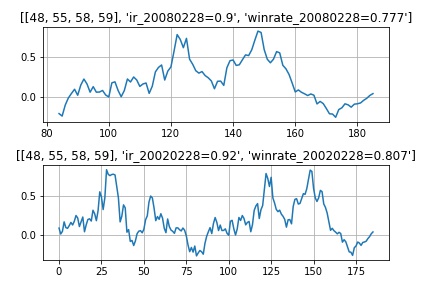 [[48, 55, 58, 59], 'ir_20080228=0.9', 'winrate_20080228=0.777']
0.5
0.0
80 100 120 140 160 180
[[48, 55, 58, 59], 'ir_20020228=0.92', 'winrate_20020228=0.807']
0.5
0.0
0 25 50 75 100 125 150 175